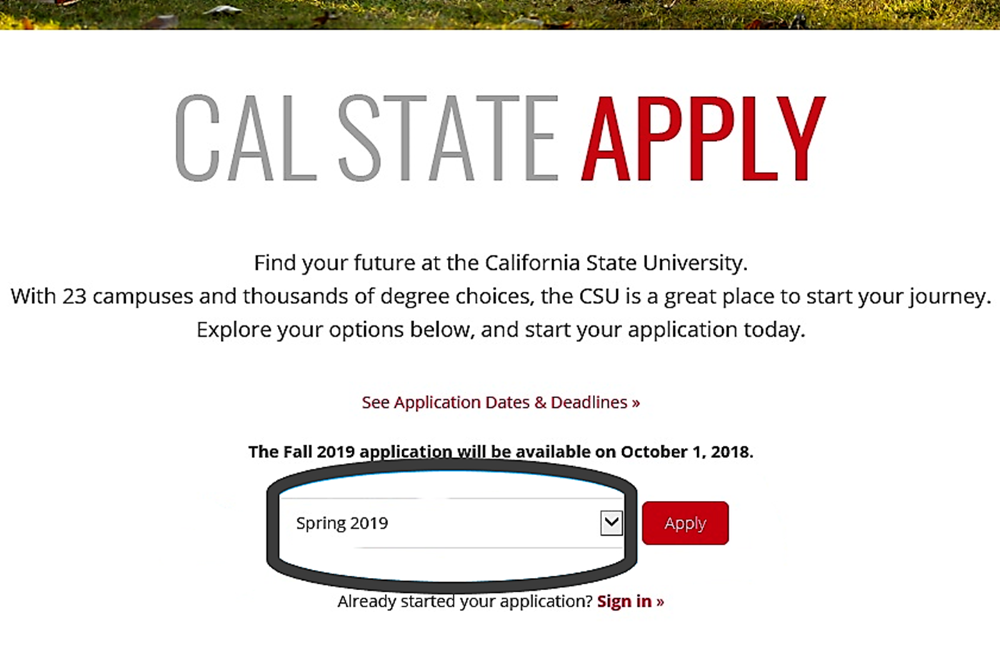 CAL STATE APPLY
Find your future at the California State University.
With 23 campuses and thousands of degree choices, the CSU is a great place to start your journey.
Explore your options below, and start your application today.
See Application Dates & Deadlines »
The Fall 2019 application will be available on October 1, 2018.
Spring 2019
Apply
Already started your application? Sign in »